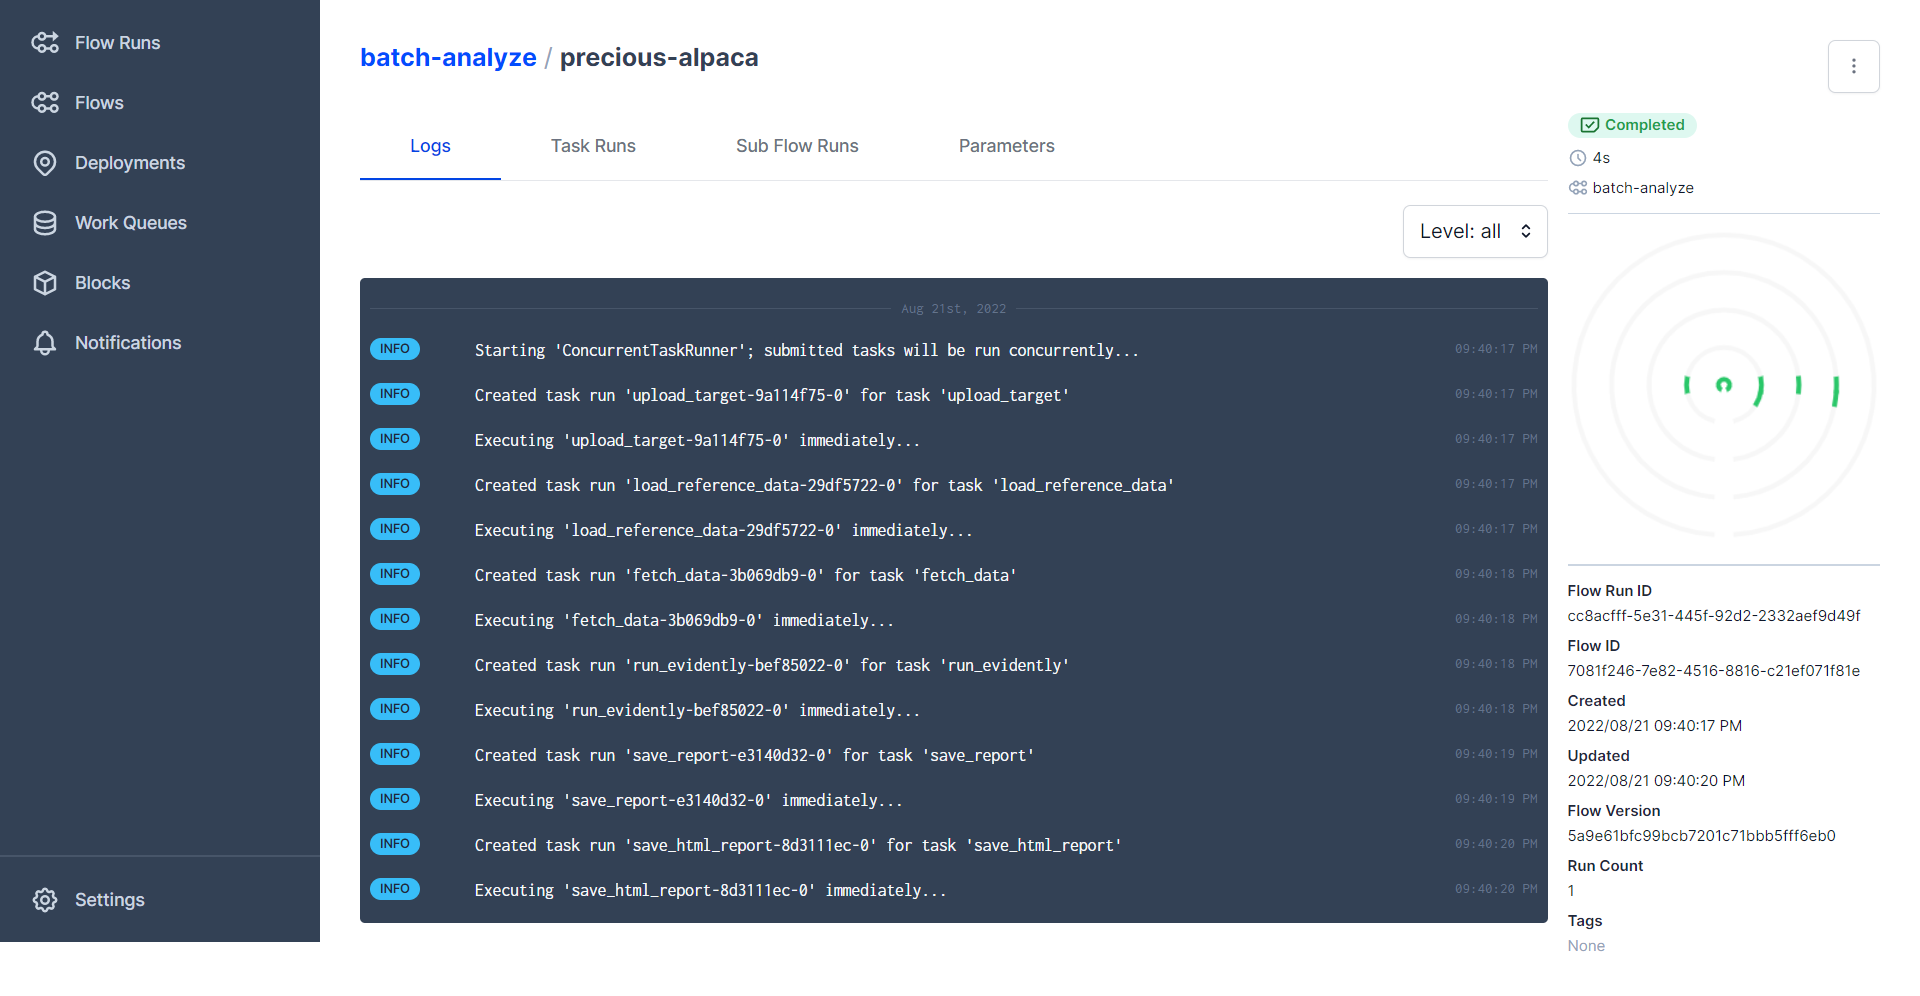 Flow Runs
Flows
Deployments
Work Queues
Blocks
Notifications
Settings
batch-analyze / precious-alpaca
Logs Task Runs Sub Flow Runs Parameters
Level: all
Aug 21st, 2022
INFO Starting 'ConcurrentTaskRunner'; submitted tasks will be run concurrently... 09:40:17 PM
INFO Created task run 'upload_target-9a114f75-0' for task 'upload_target' 09:40:17 PM
INFO Executing 'upload_target-9a114f75-0' immediately... 09:40:17 PM
INFO Created task run 'load_reference_data-29df5722-0' for task 'load_reference_data' 09:40:17 PM
INFO Executing 'load_reference_data-29df5722-0' immediately... 09:40:17 PM
INFO Created task run 'fetch_data-3b069db9-0' for task 'fetch_data' 09:40:18 PM
INFO Executing 'fetch_data-3b069db9-0' immediately... 09:40:18 PM
INFO Created task run 'run_evidently-bef85022-0' for task 'run_evidently' 09:40:18 PM
INFO Executing 'run_evidently-bef85022-0' immediately... 09:40:18 PM
INFO Created task run 'save_report-e3140d32-0' for task 'save_report' 09:40:19 PM
INFO Executing 'save_report-e3140d32-0' immediately... 09:40:19 PM
INFO Created task run 'save_html_report-8d3111ec-0' for task 'save_html_report' 09:40:20 PM
INFO Executing 'save_html_report-8d3111ec-0' immediately... 09:40:20 PM
Completed
4s
batch-analyze
Flow Run ID
cc8acfff-5e31-445f-92d2-2332aef9d49f
Flow ID
7081f246-7e82-4516-8816-c21ef071f81e
Created
2022/08/21 09:40:17 PM
Updated
2022/08/21 09:40:20 PM
Flow Version
5a9e61bfc99bcb7201c71bbb5fff6eb0
Run Count
1
Tags
None